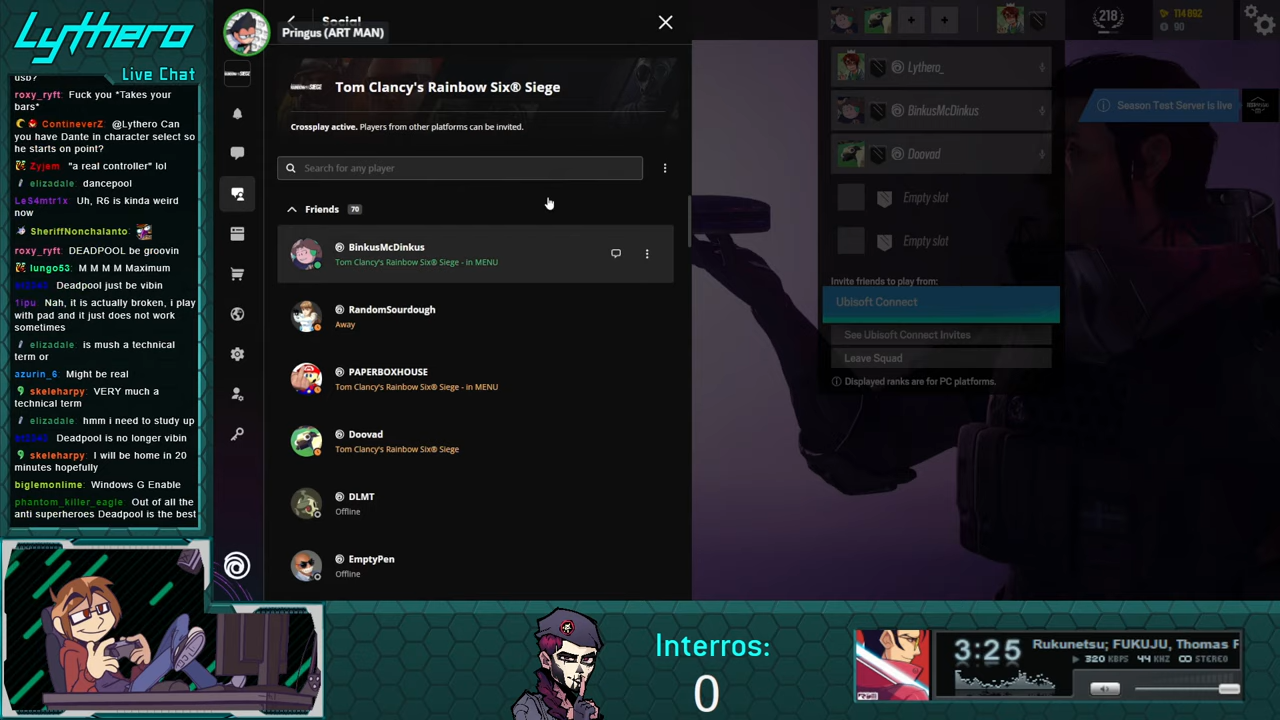 Lythero
Live Chat
usb?
roxy_ryft: Fuck you *Takes your
bars*
ContineverZ: @Lythero Can
you have Dante in character select so
he starts on point?
Zyjem: "a real controller" lol
elizadale: dancepool
LeS4mtr1x: Uh, R6 is kinda weird
now
SheriffNonchalanto:
roxy_ryft: DEADPOOL be groovin
lungo53: M M M M Maximum
Deadpool just be vibin
1ipu: Nah, it is actually broken, i play
with pad and it just does not work
sometimes
elizadale: is mush a technical
term or
azurin_6: Might be real
skeleharpy: VERY much a
technical term
elizadale: hmm i need to study up
Deadpool is no longer vibin
skeleharpy: I will be home in 20
minutes hopefully
biglemonlime: Windows G Enable
phantom_killer_eagle: Out of all the
anti superheroes Deadpool is the best
Social
Pringus (ART MAN)
Tom Clancy's Rainbow Six® Siege
Crossplay active. Players from other platforms can be invited.
Search for any player
Friends 70
BinkusMcDinkus
Tom Clancy's Rainbow Six® Siege - in MENU
RandomSourdough
Away
PAPERBOXHOUSE
Tom Clancy's Rainbow Six® Siege - in MENU
Doovad
Tom Clancy's Rainbow Six® Siege
DLMT
Offline
EmptyPen
Offline
218
114 892
90
Lythero_
BinkusMcDinkus
Doovad
Empty slot
Empty slot
Invite friends to play from:
Ubisoft Connect
See Ubisoft Connect Invites
Leave Squad
Displayed ranks are for PC platforms.
Season Test Server is live
Interros:
0
3:25
Rukunetsu; FUKUJU, Thomas
320 KBPS 44 KHZ STEREO